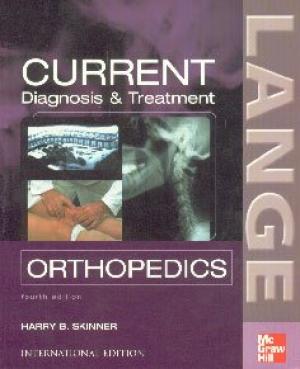 CURRENT
Diagnosis & Treatment
LANGE
ORTHOPEDICS
fourth edition
HARRY B. SKINNER
INTERNATIONAL EDITION
Mc
Graw
Hill